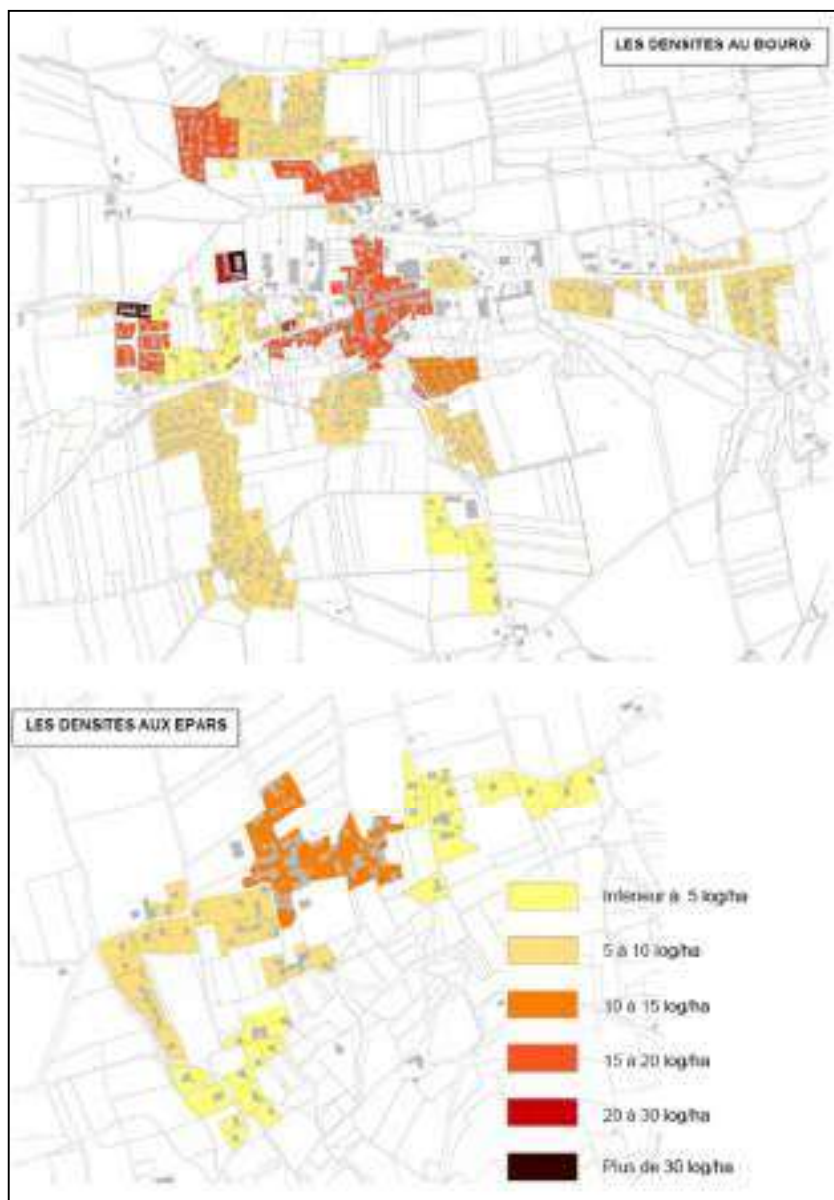 LES DENSITES AU BOURG
LES DENSITES AUX EPARS
Inférieur à 5 log/ha
5 à 10 log/ha
10 à 15 log/ha
15 à 20 log/ha
20 à 30 log/ha
Plus de 30 log/ha